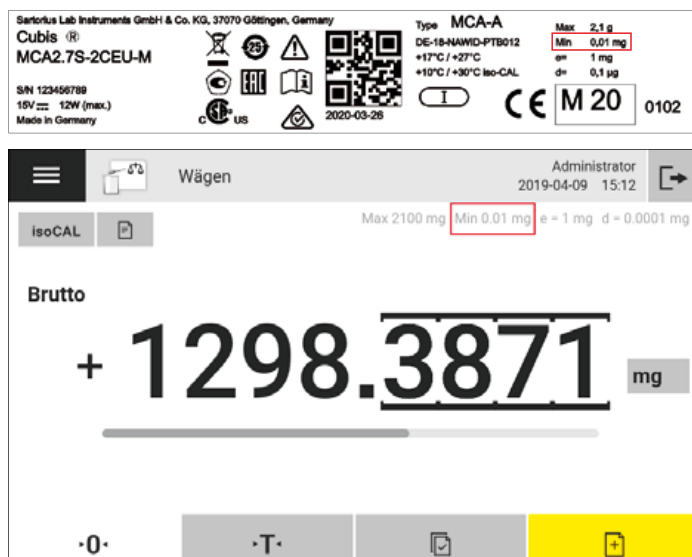 Sartorius Lab Instruments GmbH & Co. KG, 37070 Göttingen, Germany
Cubis ®
MCA2.7S-2CEU-M
S/N 123456789
15V 12W (max.)
Made in Germany
25
EAC
C SP US
2020-03-26
Type MCA-A
DE-18-NAWID-PTB012
+17°C / +27°C
+10°C / +30°C iso-CAL
I
Max 2,1 g
Min 0,01 mg
e= 1 mg
d= 0,1 µg
CE M 20 0102
Wägen
Administrator
2019-04-09 15:12
isoCAL
Max 2100 mg Min 0.01 mg e = 1 mg d = 0.0001 mg
Brutto
+ 1298.3871 mg
·0·
T